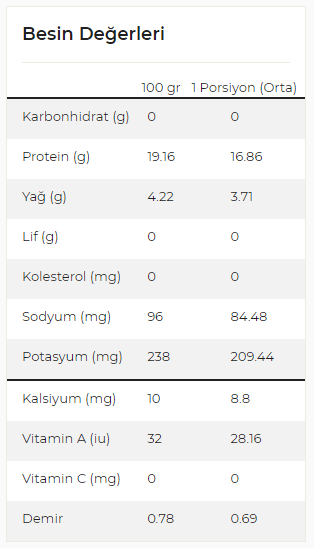 Besin Değerleri
100 gr 1 Porsiyon (Orta)
Karbonhidrat (g) 0 0
Protein (g) 19.16 16.86
Yağ (g) 4.22 3.71
Lif (g) 0 0
Kolesterol (mg) 0 0
Sodyum (mg) 96 84.48
Potasyum (mg) 238 209.44
Kalsiyum (mg) 10 8.8
Vitamin A (iu) 32 28.16
Vitamin C (mg) 0 0
Demir 0.78 0.69